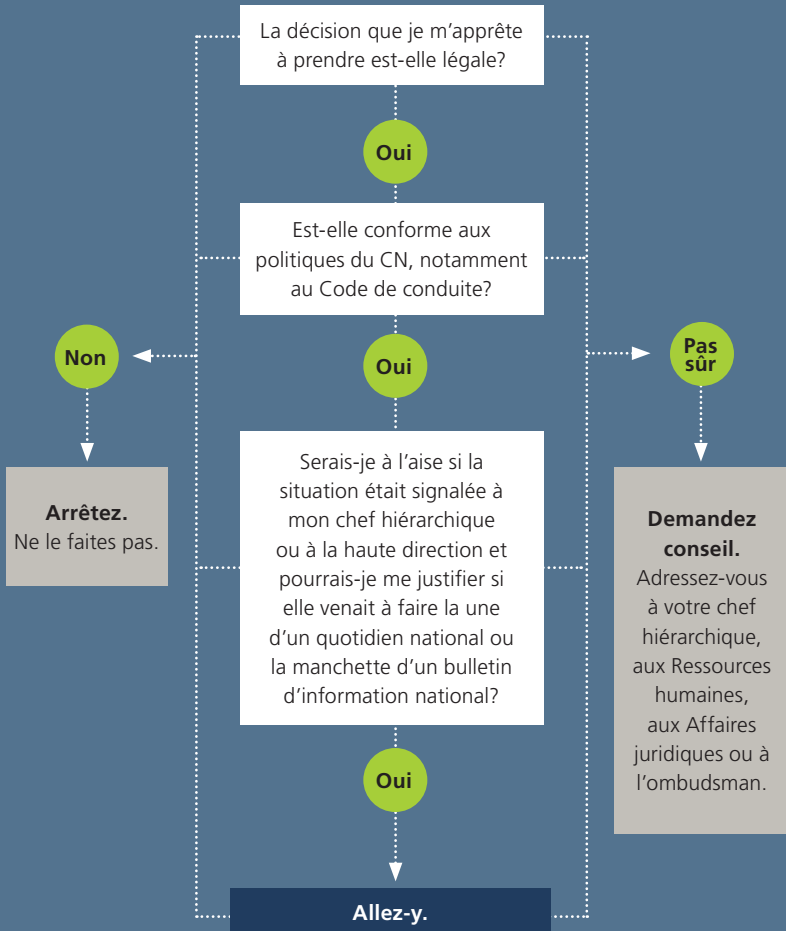 La décision que je m’apprête
à prendre est-elle légale?
Oui
Est-elle conforme aux
politiques du CN, notamment
au Code de conduite?
Non
Oui
Pas
sûr
Arrêtez.
Ne le faites pas.
Serais-je à l’aise si la
situation était signalée à
mon chef hiérarchique
ou à la haute direction et
pourrais-je me justifier si
elle venait à faire la une
d’un quotidien national ou
la manchette d’un bulletin
d’information national?
Demandez
conseil.
Adressez-vous
à votre chef
hiérarchique,
aux Ressources
humaines,
aux Affaires
juridiques ou à
l’ombudsman.
Oui
Allez-y.